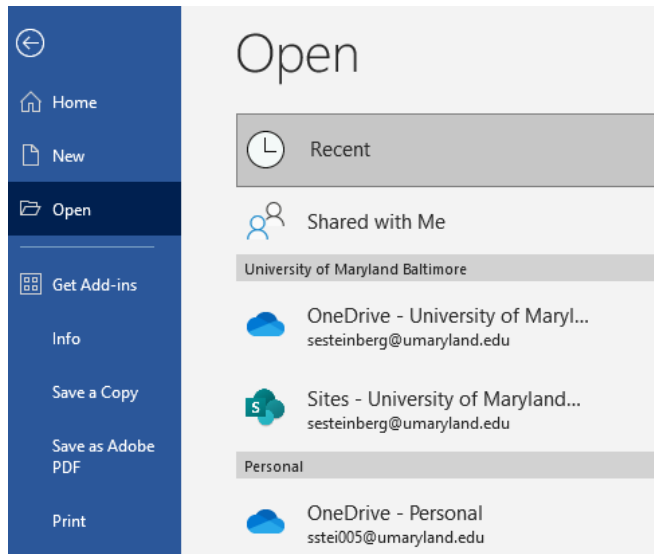 Open
Home
New
Open
Get Add-ins
Info
Save a Copy
Save as Adobe
PDF
Print
Recent
Shared with Me
University of Maryland Baltimore
OneDrive - University of Maryl...
sesteinberg@umaryland.edu
Sites - University of Maryland...
sesteinberg@umaryland.edu
Personal
OneDrive - Personal
sstei005@umaryland.edu